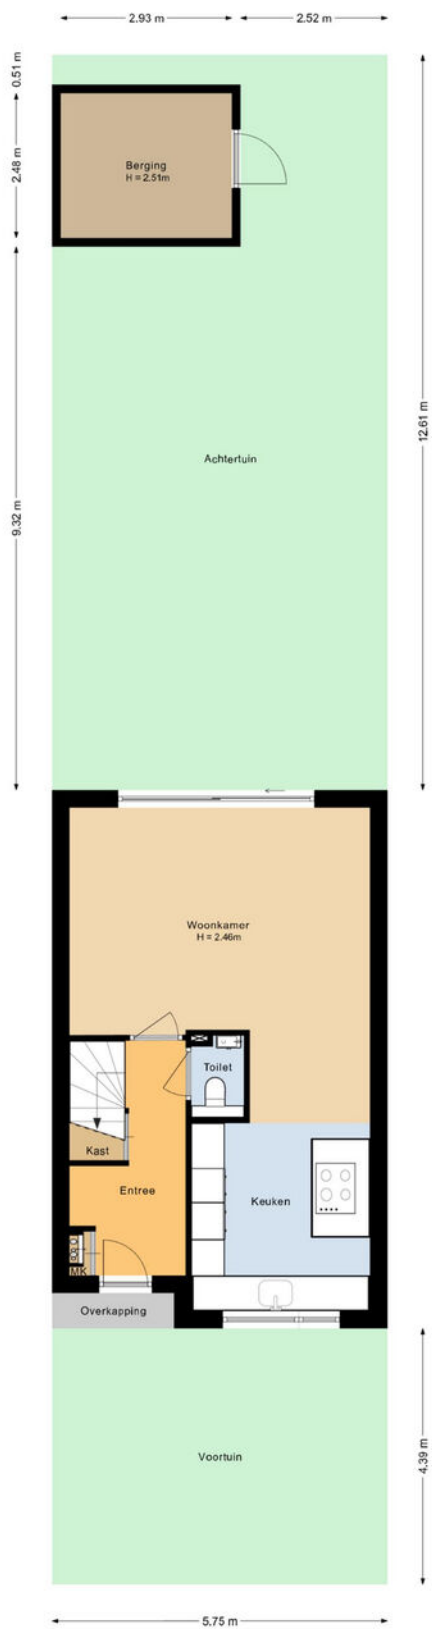 2.93 m
2.52 m
0.51 m
2.48 m
Berging
H = 2.51m
12.61 m
Achtertuin
9.32 m
Woonkamer
H = 2.46m
Toilet
Kast
Entree
Keuken
MK
Overkapping
Voortuin
4.39 m
5.75 m